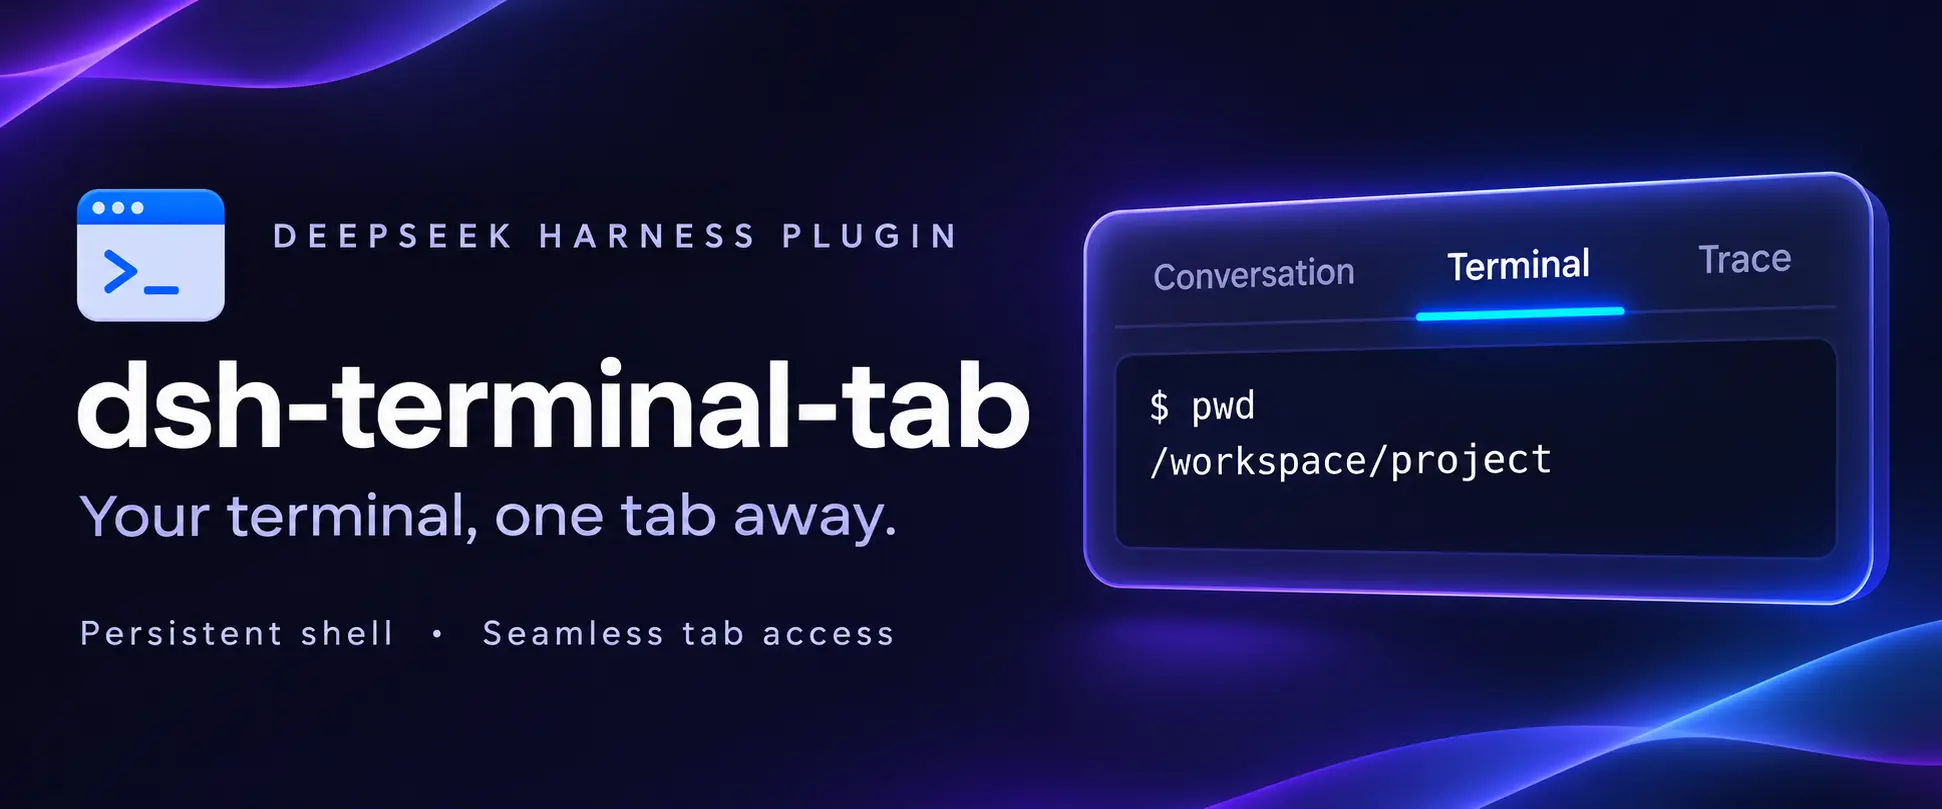 >_
DEEPSEEK HARNESS PLUGIN
dsh-terminal-tab
Your terminal, one tab away.
Persistent shell • Seamless tab access
Conversation Terminal Trace
$ pwd
/workspace/project